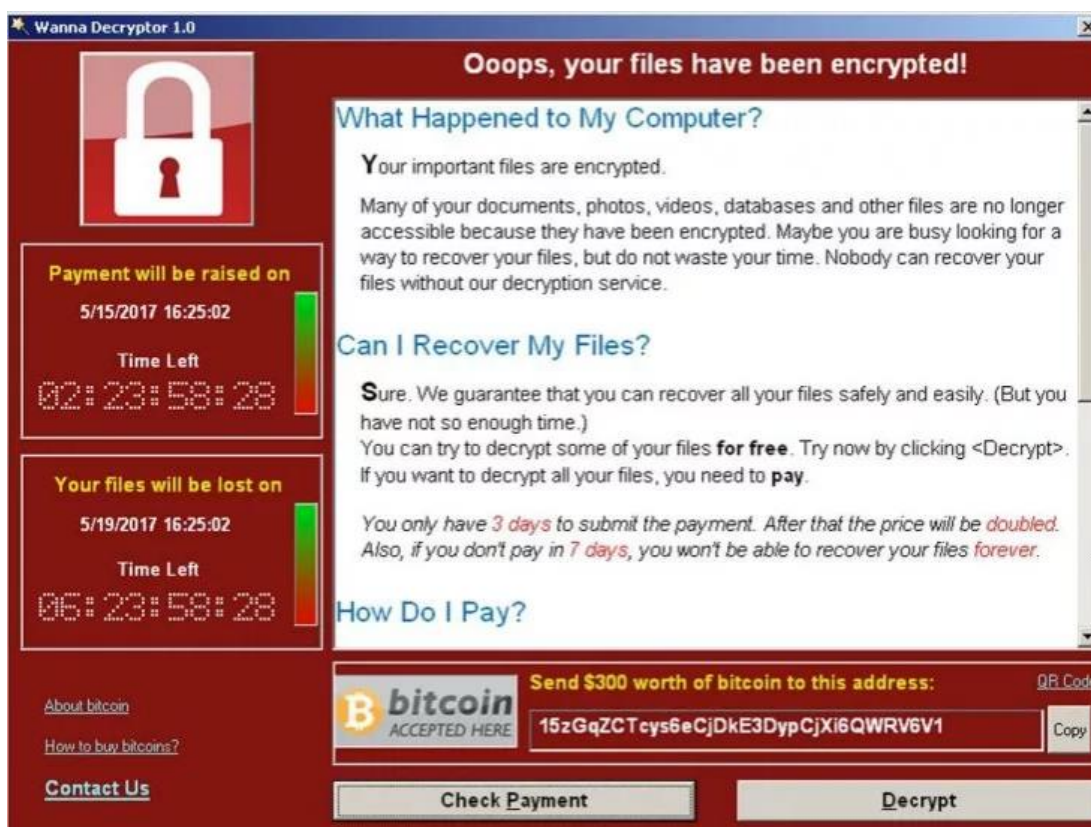 Wanna Decryptor 1.0
Ooops, your files have been encrypted!
What Happened to My Computer?
Your important files are encrypted.
Many of your documents, photos, videos, databases and other files are no longer
accessible because they have been encrypted. Maybe you are busy looking for a
way to recover your files, but do not waste your time. Nobody can recover your
files without our decryption service.
Can I Recover My Files?
Sure. We guarantee that you can recover all your files safely and easily. (But you
have not so enough time.)
You can try to decrypt some of your files for free. Try now by clicking <Decrypt>.
If you want to decrypt all your files, you need to pay.
You only have 3 days to submit the payment. After that the price will be doubled.
Also, if you don't pay in 7 days, you won't be able to recover your files forever.
How Do I Pay?
Payment will be raised on
5/15/2017 16:25:02
Time Left
02:23:58:28
Your files will be lost on
5/19/2017 16:25:02
Time Left
06:23:58:28
About bitcoin
How to buy bitcoins?
Contact Us
bitcoin
ACCEPTED HERE
Send $300 worth of bitcoin to this address:
QR Code
15zGqZCTcys6eCjDkE3DypCjXi6QWRV6V1
Copy
Check Payment
Decrypt